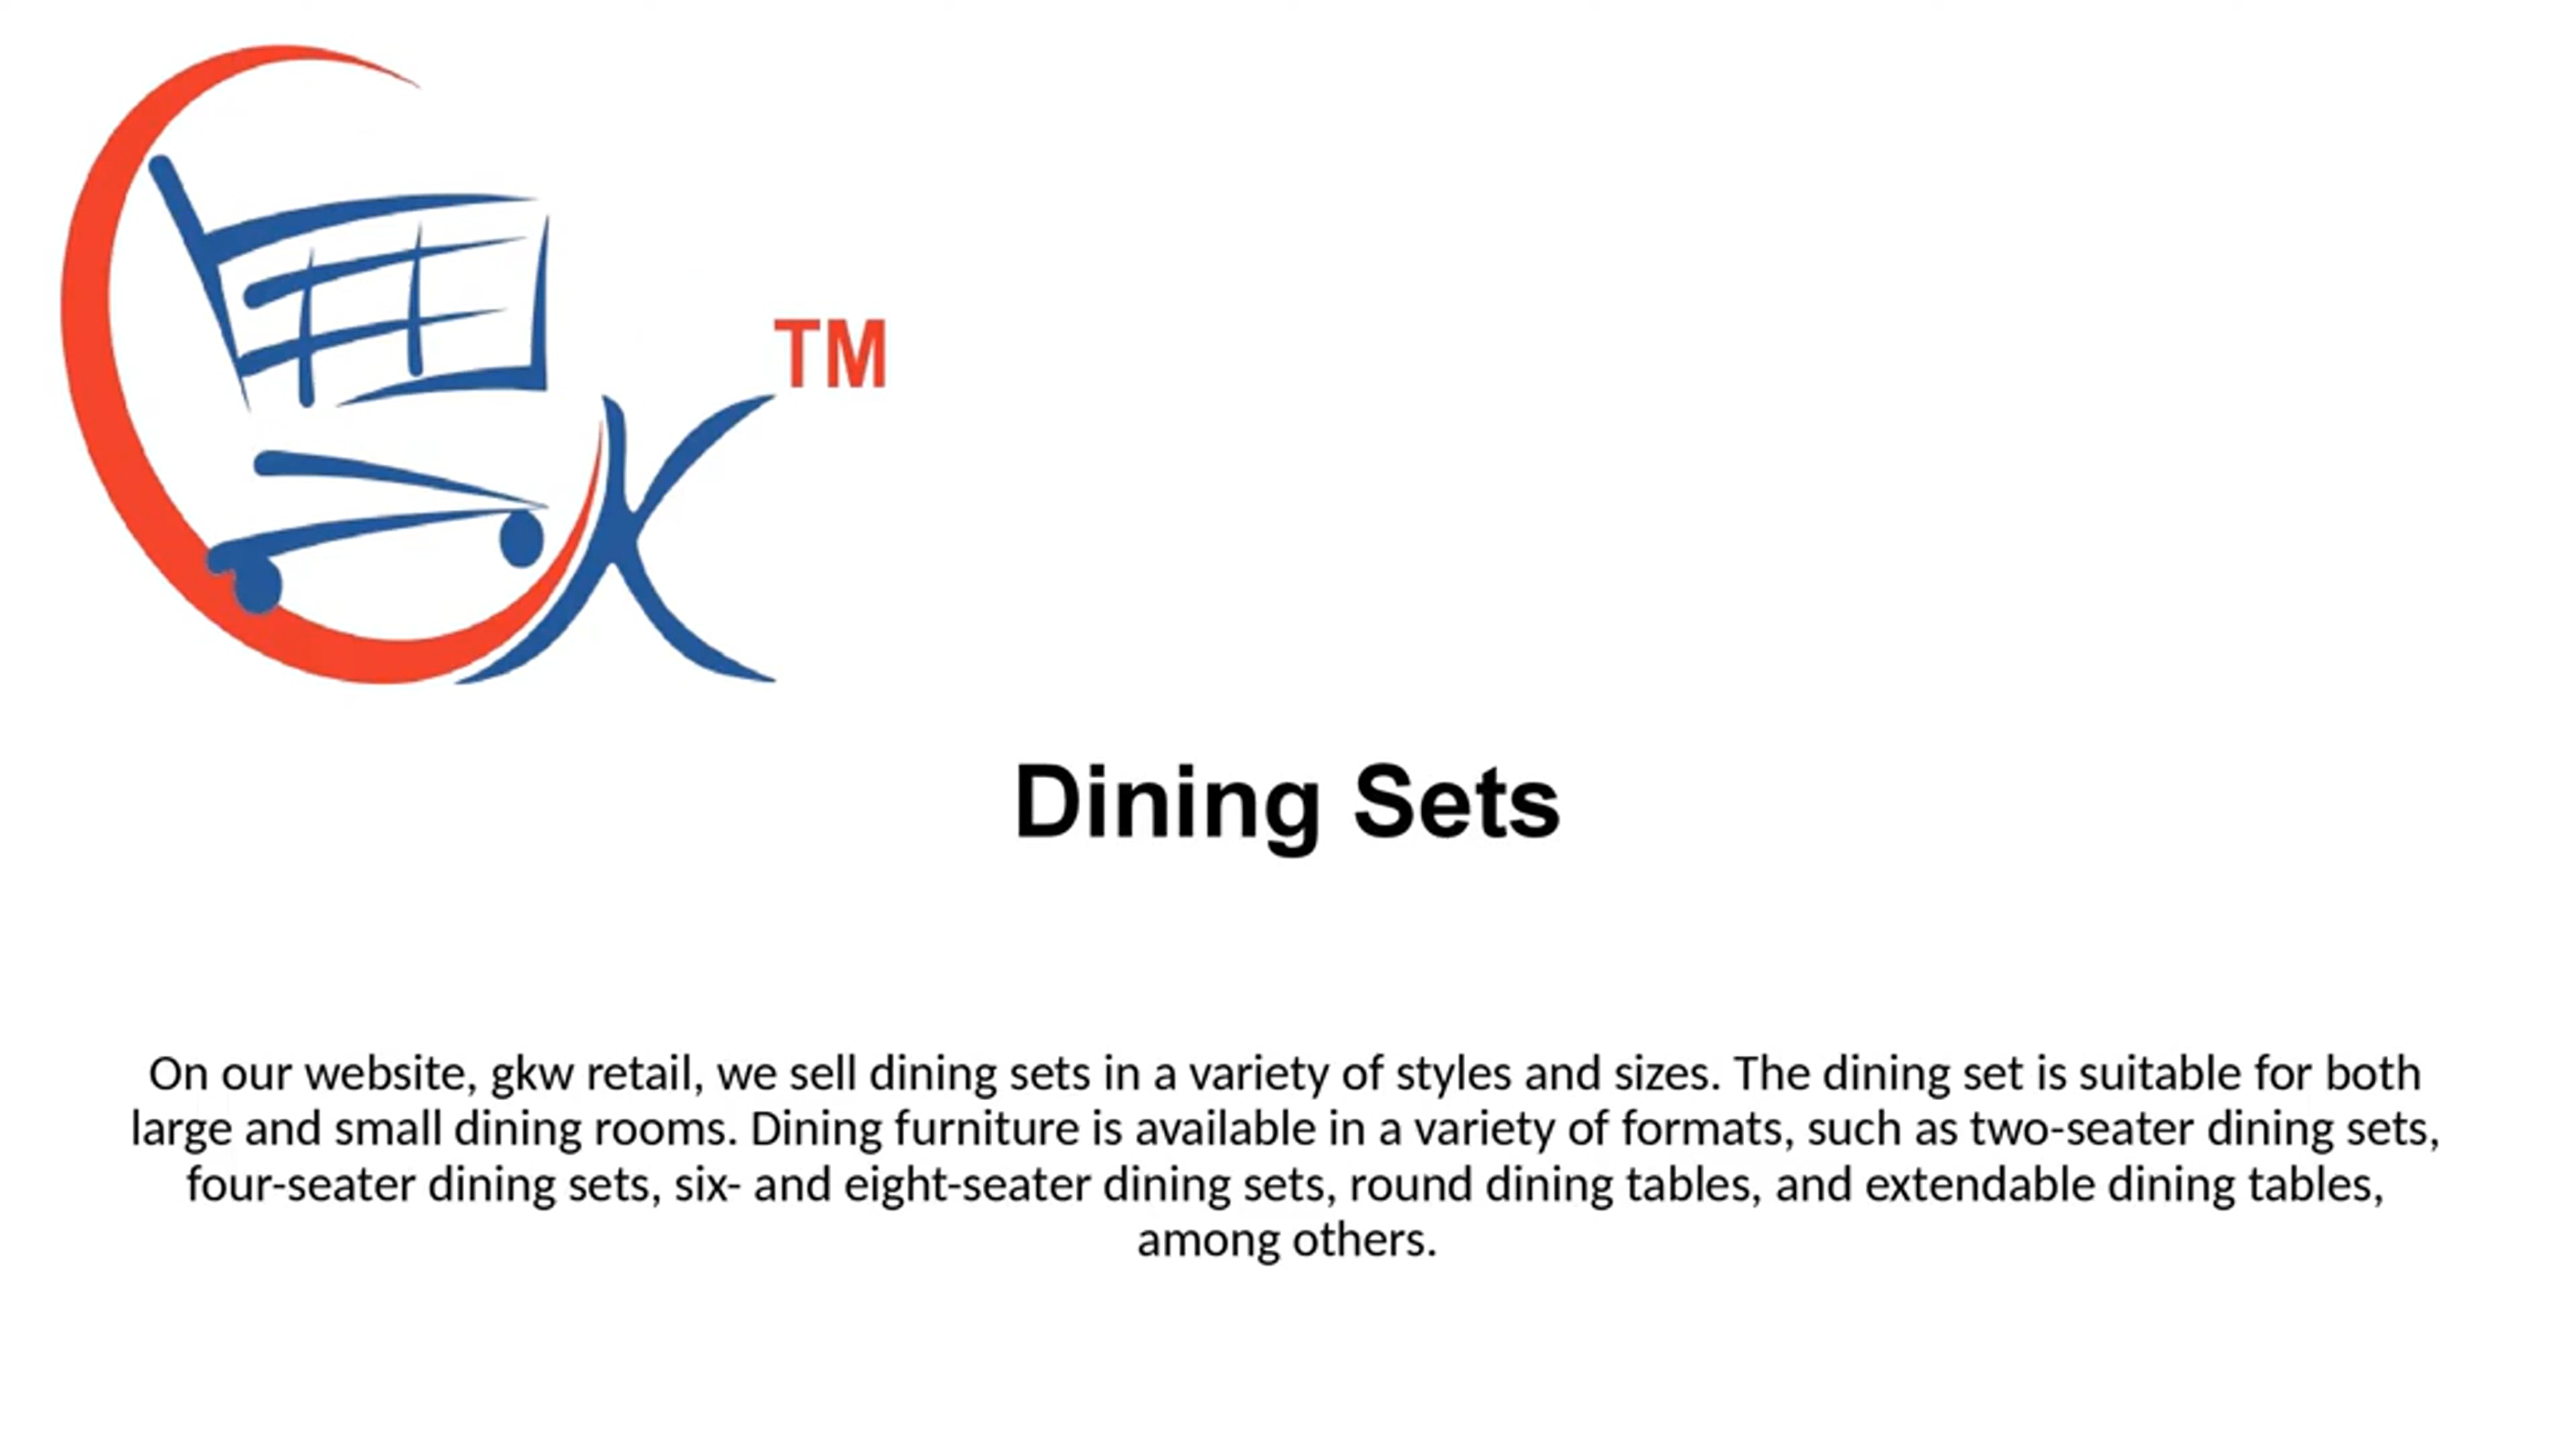 TM
Dining Sets
On our website, gkw retail, we sell dining sets in a variety of styles and sizes. The dining set is suitable for both
large and small dining rooms. Dining furniture is available in a variety of formats, such as two-seater dining sets,
four-seater dining sets, six- and eight-seater dining sets, round dining tables, and extendable dining tables,
among others.